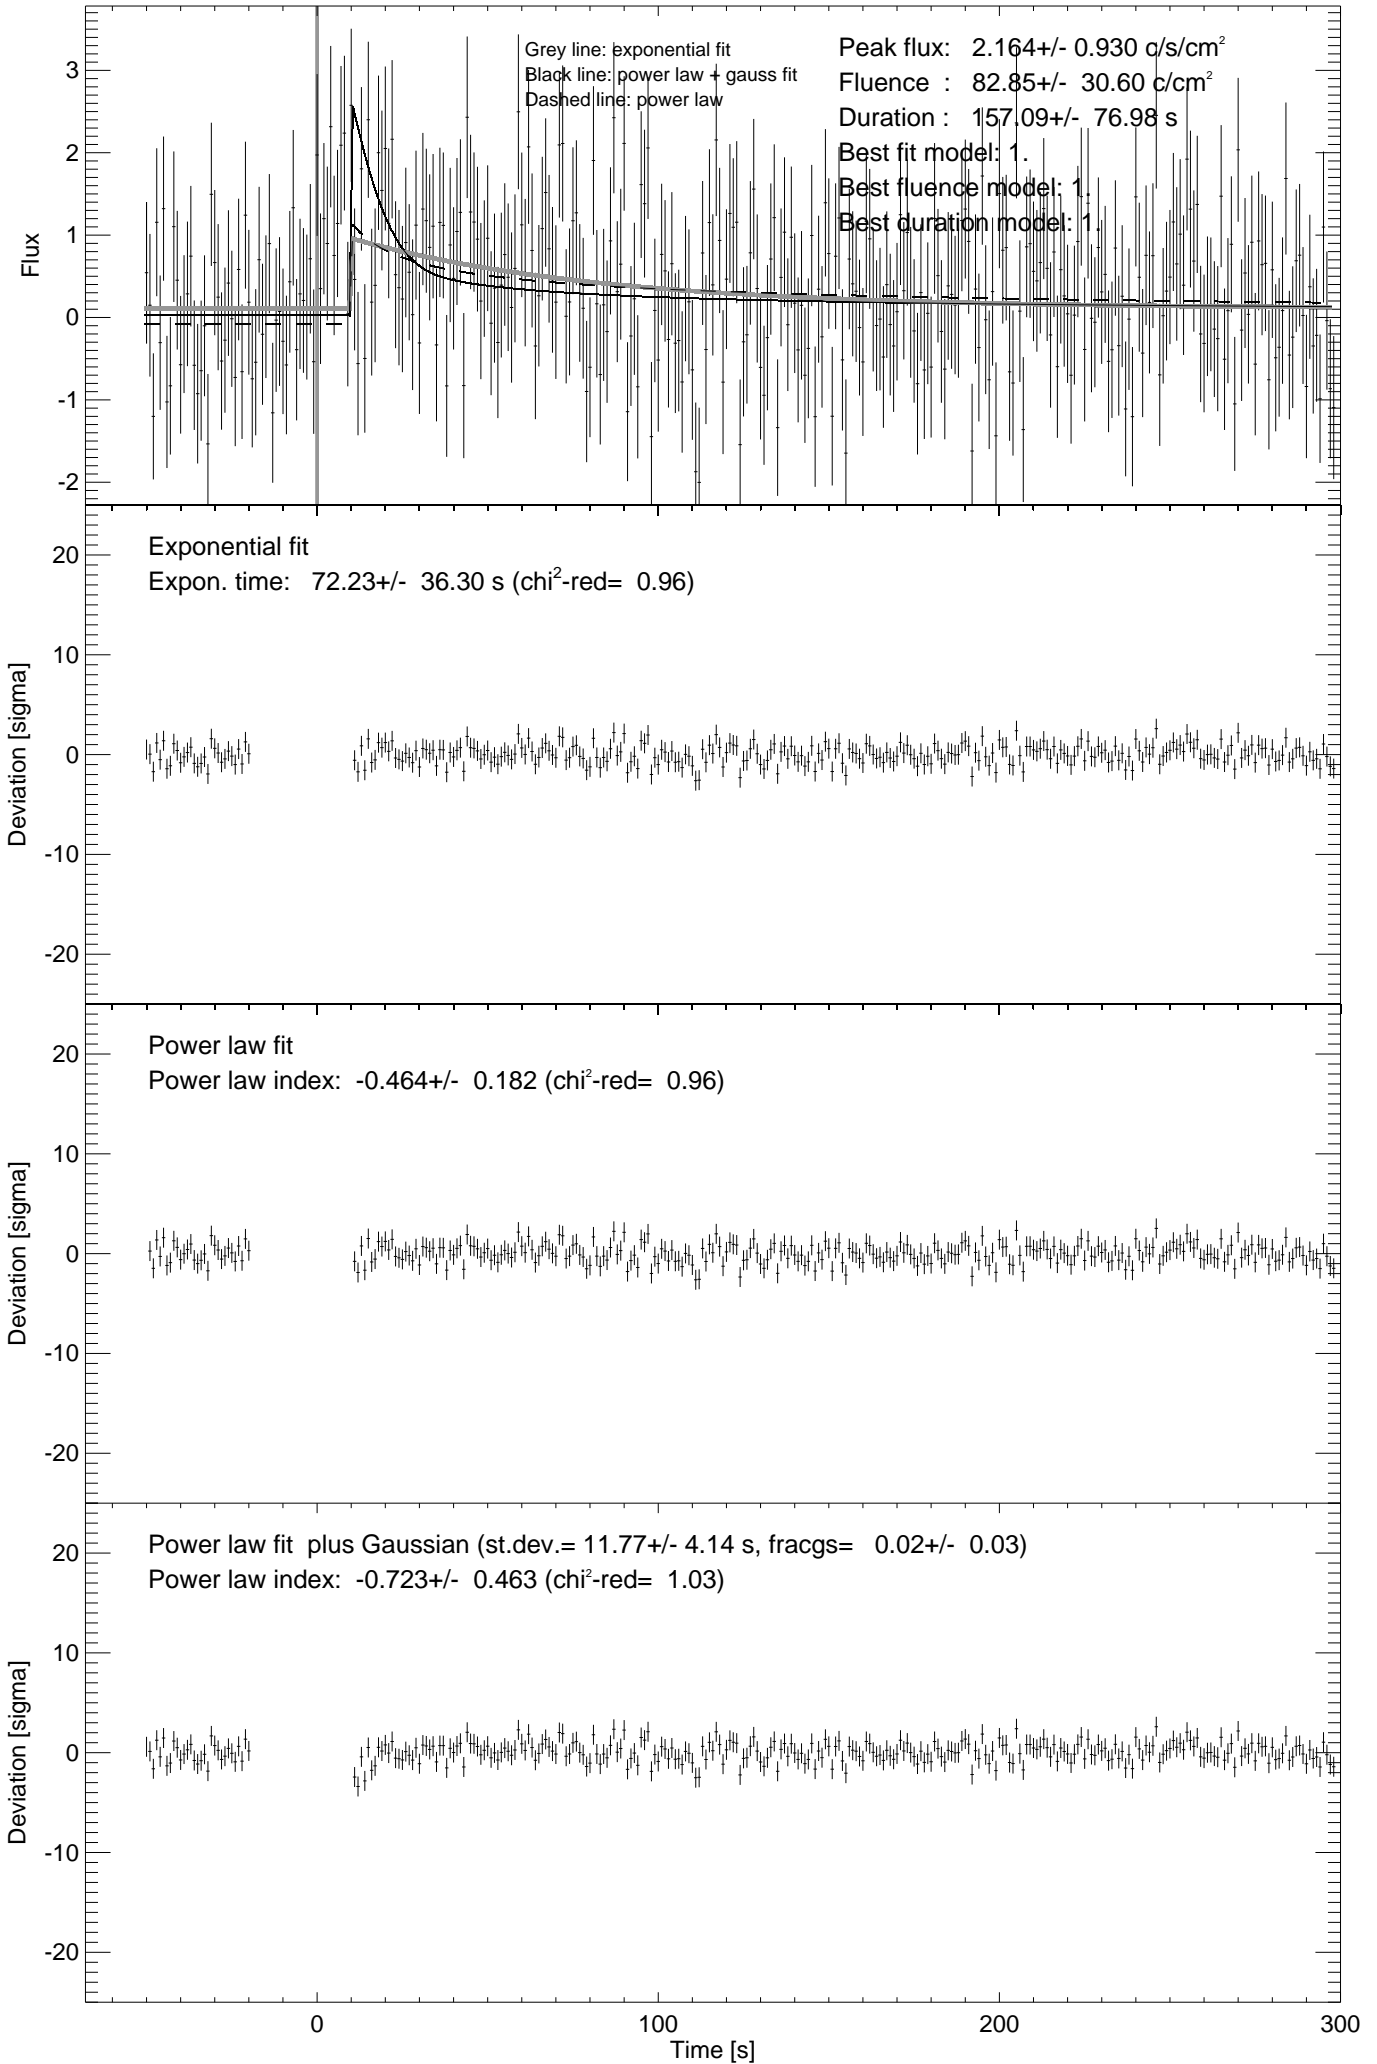 Grey line: exponential fit
Black line: power law + gauss fit
Dashed line: power law
Peak flux: 2.164+/- 0.930 c/s/cm²
Fluence : 82.85+/- 30.60 c/cm²
Duration : 157.09+/- 76.98 s
Best fit model: 1.
Best fluence model: 1.
Best duration model: 1.
Flux
3
2
1
0
-1
-2
Exponential fit
Expon. time: 72.23+/- 36.30 s (chi²-red= 0.96)
Deviation [sigma]
20
10
0
-10
-20
Power law fit
Power law index: -0.464+/- 0.182 (chi²-red= 0.96)
Deviation [sigma]
20
10
0
-10
-20
Power law fit plus Gaussian (st.dev.= 11.77+/- 4.14 s, fracgs= 0.02+/- 0.03)
Power law index: -0.723+/- 0.463 (chi²-red= 1.03)
Deviation [sigma]
20
10
0
-10
-20
0 100 200 300
Time [s]